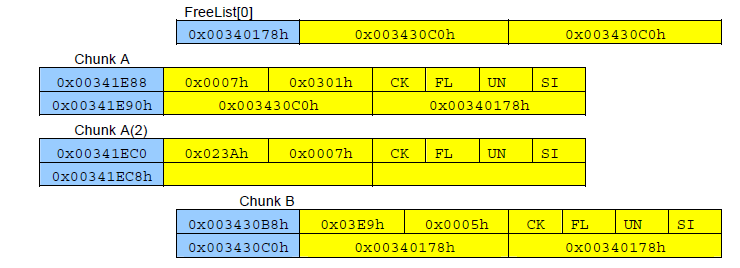 FreeList[0]
0x00340178h 0x003430C0h 0x003430C0h
Chunk A
0x00341E88 0x0007h 0x0301h CK FL UN SI
0x00341E90h 0x003430C0h 0x00340178h
Chunk A(2)
0x00341EC0 0x023Ah 0x0007h CK FL UN SI
0x00341EC8h
Chunk B
0x003430B8h 0x03E9h 0x0005h CK FL UN SI
0x003430C0h 0x00340178h 0x00340178h